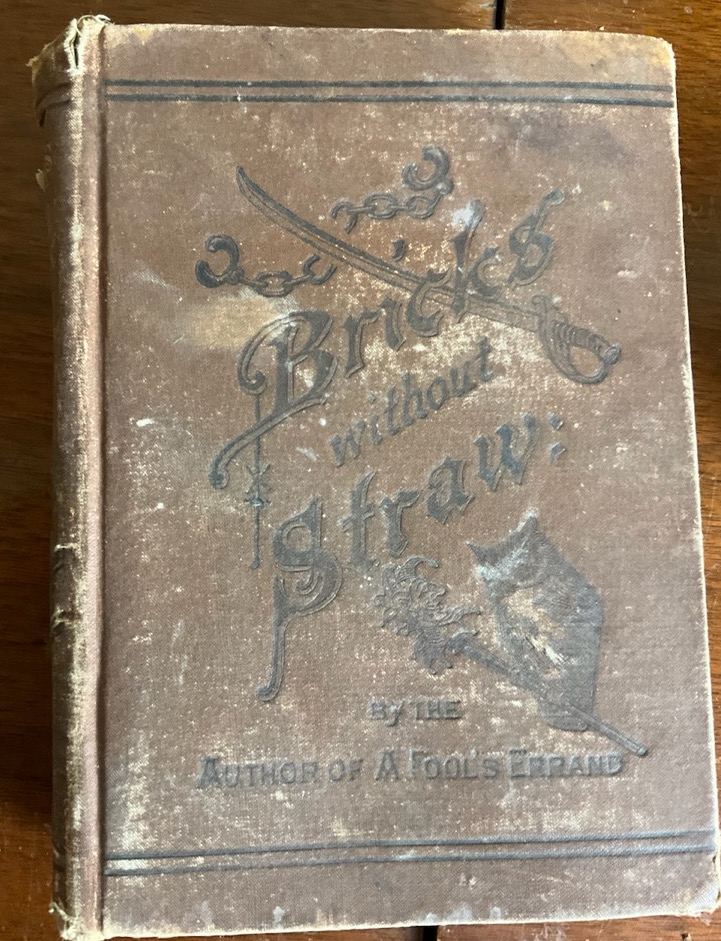 Bricks
without
Straw:
BY THE
AUTHOR OF A FOOL'S ERRAND